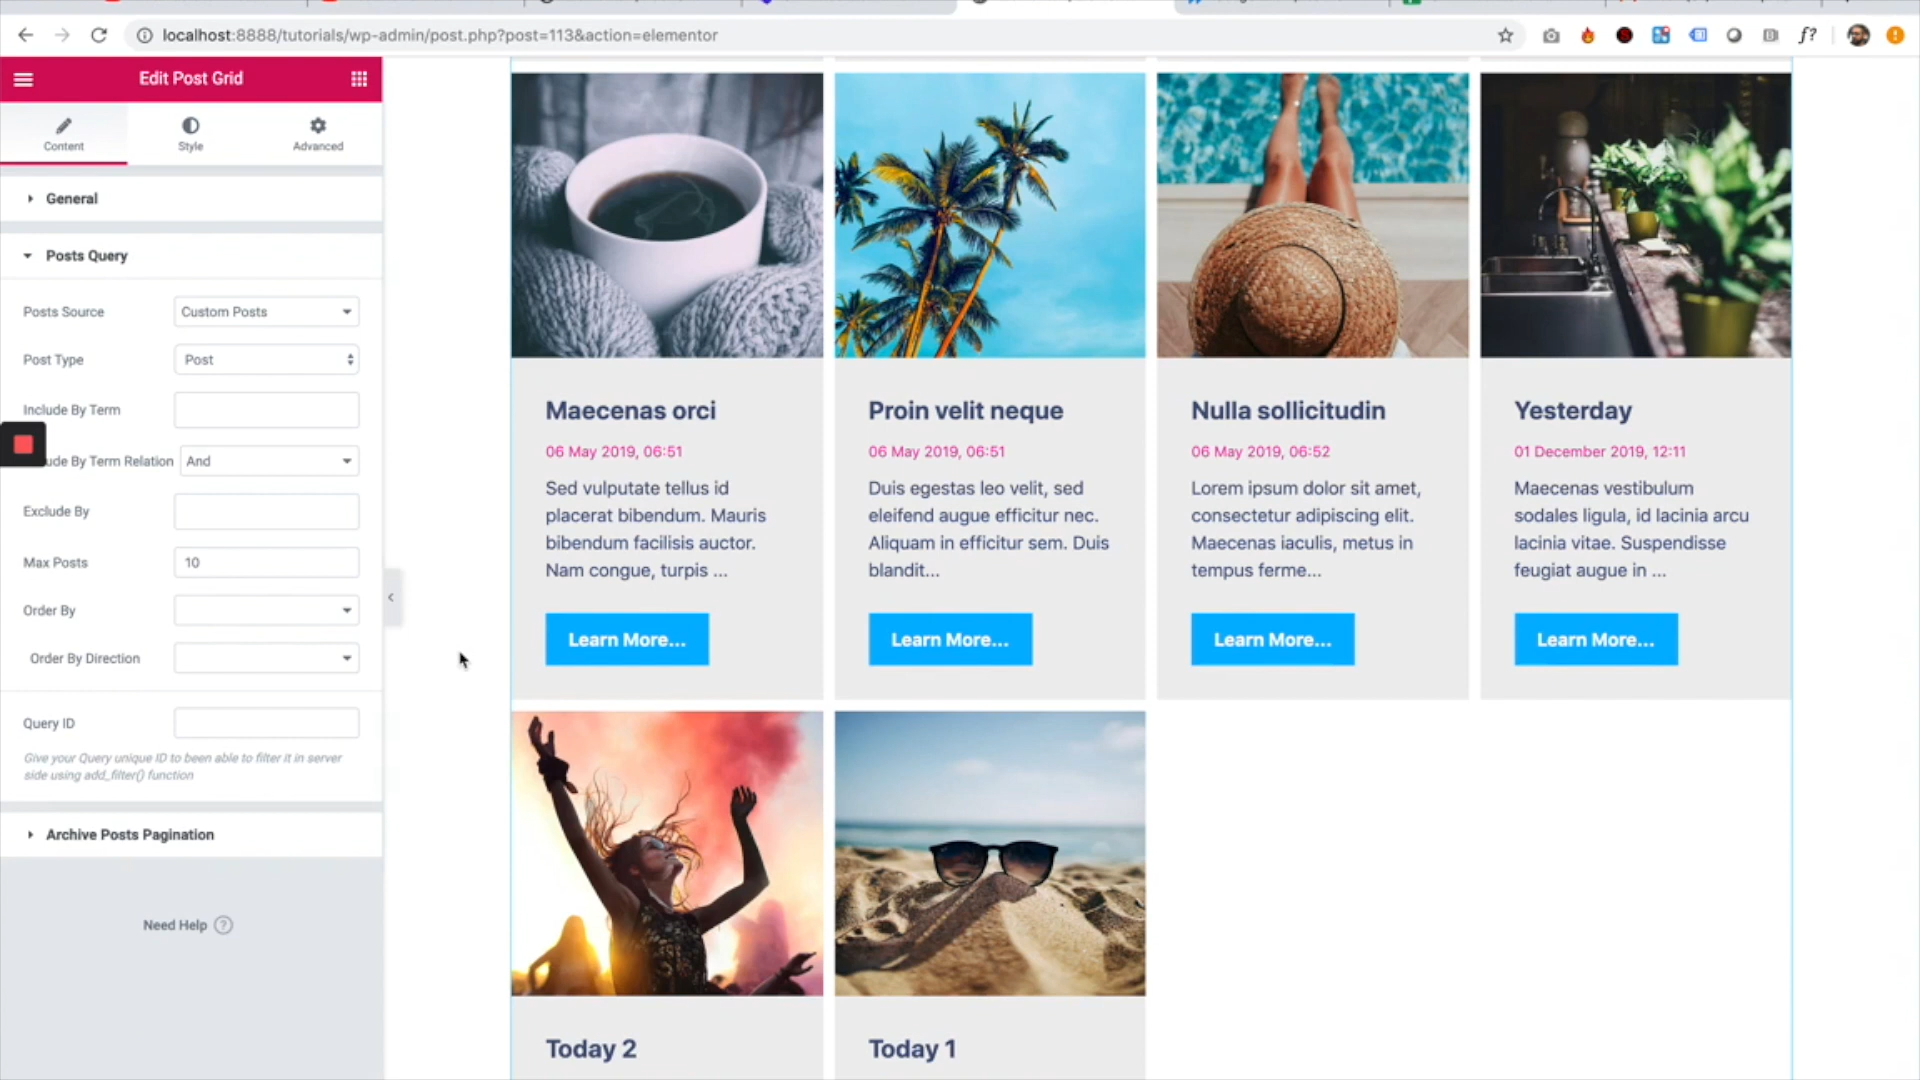 localhost:8888/tutorials/wp-admin/post.php?post=113&action=elementor
f?
Edit Post Grid
Content
Style
Advanced
General
Posts Query
Posts Source
Custom Posts
Post Type
Post
Include By Term
ude By Term Relation
And
Exclude By
Max Posts
10
Order By
Order By Direction
Query ID
Give your Query unique ID to been able to filter it in server
side using add_filter() function
Archive Posts Pagination
Need Help ?
Maecenas orci
06 May 2019, 06:51
Sed vulputate tellus id
placerat bibendum. Mauris
bibendum facilisis auctor.
Nam congue, turpis ...
Learn More...
Proin velit neque
06 May 2019, 06:51
Duis egestas leo velit, sed
eleifend augue efficitur nec.
Aliquam in efficitur sem. Duis
blandit...
Learn More...
Nulla sollicitudin
06 May 2019, 06:52
Lorem ipsum dolor sit amet,
consectetur adipiscing elit.
Maecenas iaculis, metus in
tempus ferme...
Learn More...
Yesterday
01 December 2019, 12:11
Maecenas vestibulum
sodales ligula, id lacinia arcu
lacinia vitae. Suspendisse
feugiat augue in ...
Learn More...
Today 2
Today 1